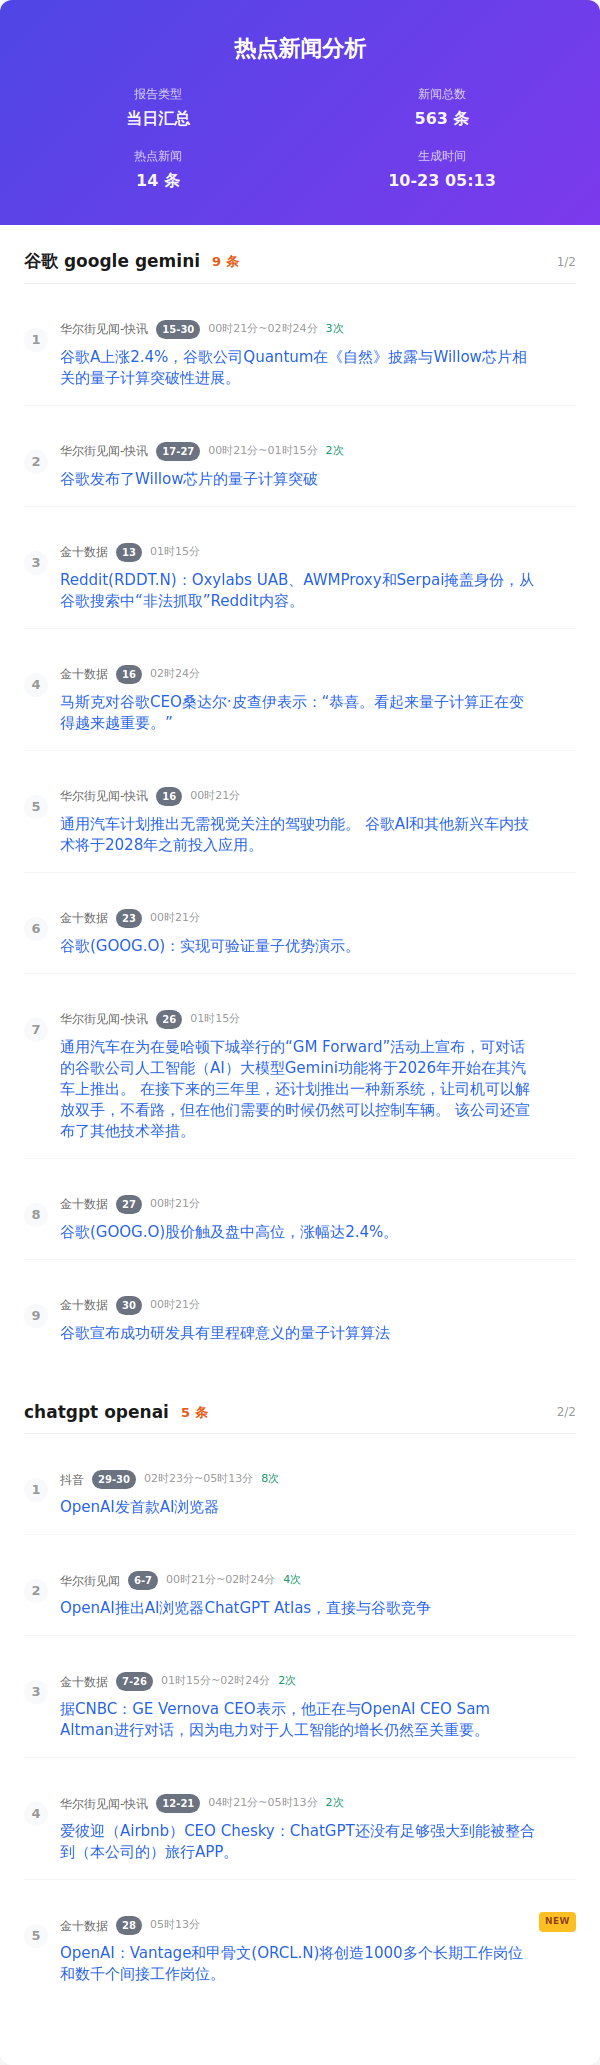 热点新闻分析
报告类型
当日汇总
新闻总数
563 条
热点新闻
14 条
生成时间
10-23 05:13
谷歌 google gemini 9 条 1/2
1
华尔街见闻-快讯 15-30 00时21分~02时24分 3次
谷歌A上涨2.4%，谷歌公司Quantum在《自然》披露与Willow芯片相
关的量子计算突破性进展。
2
华尔街见闻-快讯 17-27 00时21分~01时15分 2次
谷歌发布了Willow芯片的量子计算突破
3
金十数据 13 01时15分
Reddit(RDDT.N)：Oxylabs UAB、AWMProxy和Serpai掩盖身份，从
谷歌搜索中“非法抓取”Reddit内容。
4
金十数据 16 02时24分
马斯克对谷歌CEO桑达尔·皮查伊表示：“恭喜。看起来量子计算正在变
得越来越重要。”
5
华尔街见闻-快讯 16 00时21分
通用汽车计划推出无需视觉关注的驾驶功能。 谷歌AI和其他新兴车内技
术将于2028年之前投入应用。
6
金十数据 23 00时21分
谷歌(GOOG.O)：实现可验证量子优势演示。
7
华尔街见闻-快讯 26 01时15分
通用汽车在为在曼哈顿下城举行的“GM Forward”活动上宣布，可对话
的谷歌公司人工智能（AI）大模型Gemini功能将于2026年开始在其汽
车上推出。 在接下来的三年里，还计划推出一种新系统，让司机可以解
放双手，不看路，但在他们需要的时候仍然可以控制车辆。 该公司还宣
布了其他技术举措。
8
金十数据 27 00时21分
谷歌(GOOG.O)股价触及盘中高位，涨幅达2.4%。
9
金十数据 30 00时21分
谷歌宣布成功研发具有里程碑意义的量子计算算法
chatgpt openai 5 条 2/2
1
抖音 29-30 02时23分~05时13分 8次
OpenAI发首款AI浏览器
2
华尔街见闻 6-7 00时21分~02时24分 4次
OpenAI推出AI浏览器ChatGPT Atlas，直接与谷歌竞争
3
金十数据 7-26 01时15分~02时24分 2次
据CNBC：GE Vernova CEO表示，他正在与OpenAI CEO Sam
Altman进行对话，因为电力对于人工智能的增长仍然至关重要。
4
华尔街见闻-快讯 12-21 04时21分~05时13分 2次
爱彼迎（Airbnb）CEO Chesky：ChatGPT还没有足够强大到能被整合
到（本公司的）旅行APP。
5
金十数据 28 05时13分 NEW
OpenAI：Vantage和甲骨文(ORCL.N)将创造1000多个长期工作岗位
和数千个间接工作岗位。